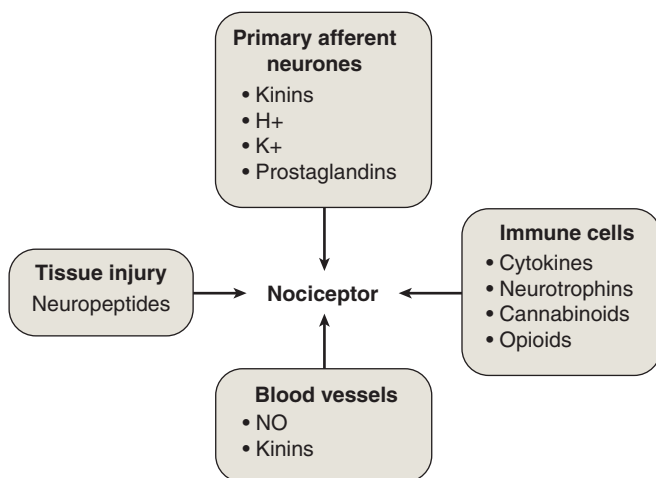 Primary afferent
neurones
• Kinins
• H+
• K+
• Prostaglandins
Tissue injury
Neuropeptides
Nociceptor
Immune cells
• Cytokines
• Neurotrophins
• Cannabinoids
• Opioids
Blood vessels
• NO
• Kinins